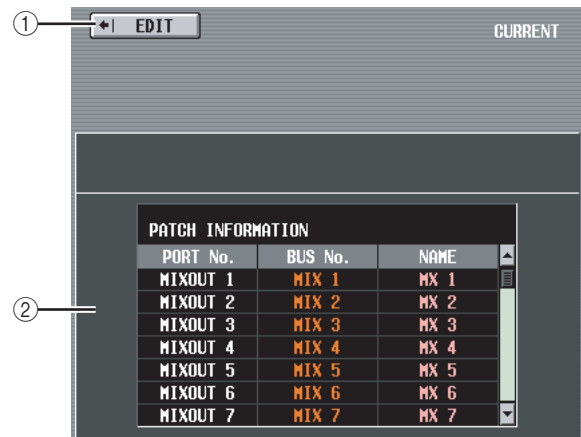 ① EDIT CURRENT
PATCH INFORMATION
PORT No. BUS No. NAME
MIXOUT 1 MIX 1 MX 1
② MIXOUT 2 MIX 2 MX 2
MIXOUT 3 MIX 3 MX 3
MIXOUT 4 MIX 4 MX 4
MIXOUT 5 MIX 5 MX 5
MIXOUT 6 MIX 6 MX 6
MIXOUT 7 MIX 7 MX 7